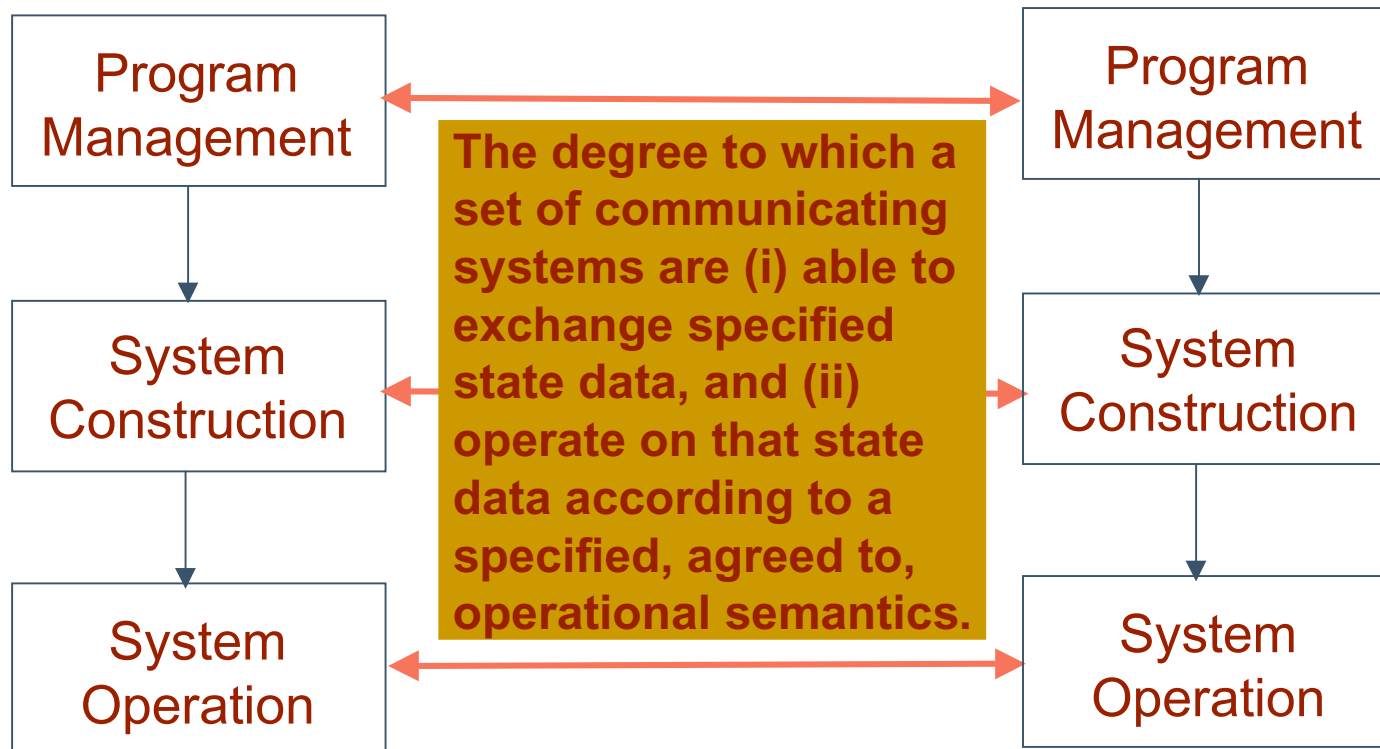 Program
Management
Program
Management
The degree to which a
set of communicating
systems are (i) able to
exchange specified
state data, and (ii)
operate on that state
data according to a
specified, agreed to,
operational semantics.
System
Construction
System
Construction
System
Operation
System
Operation